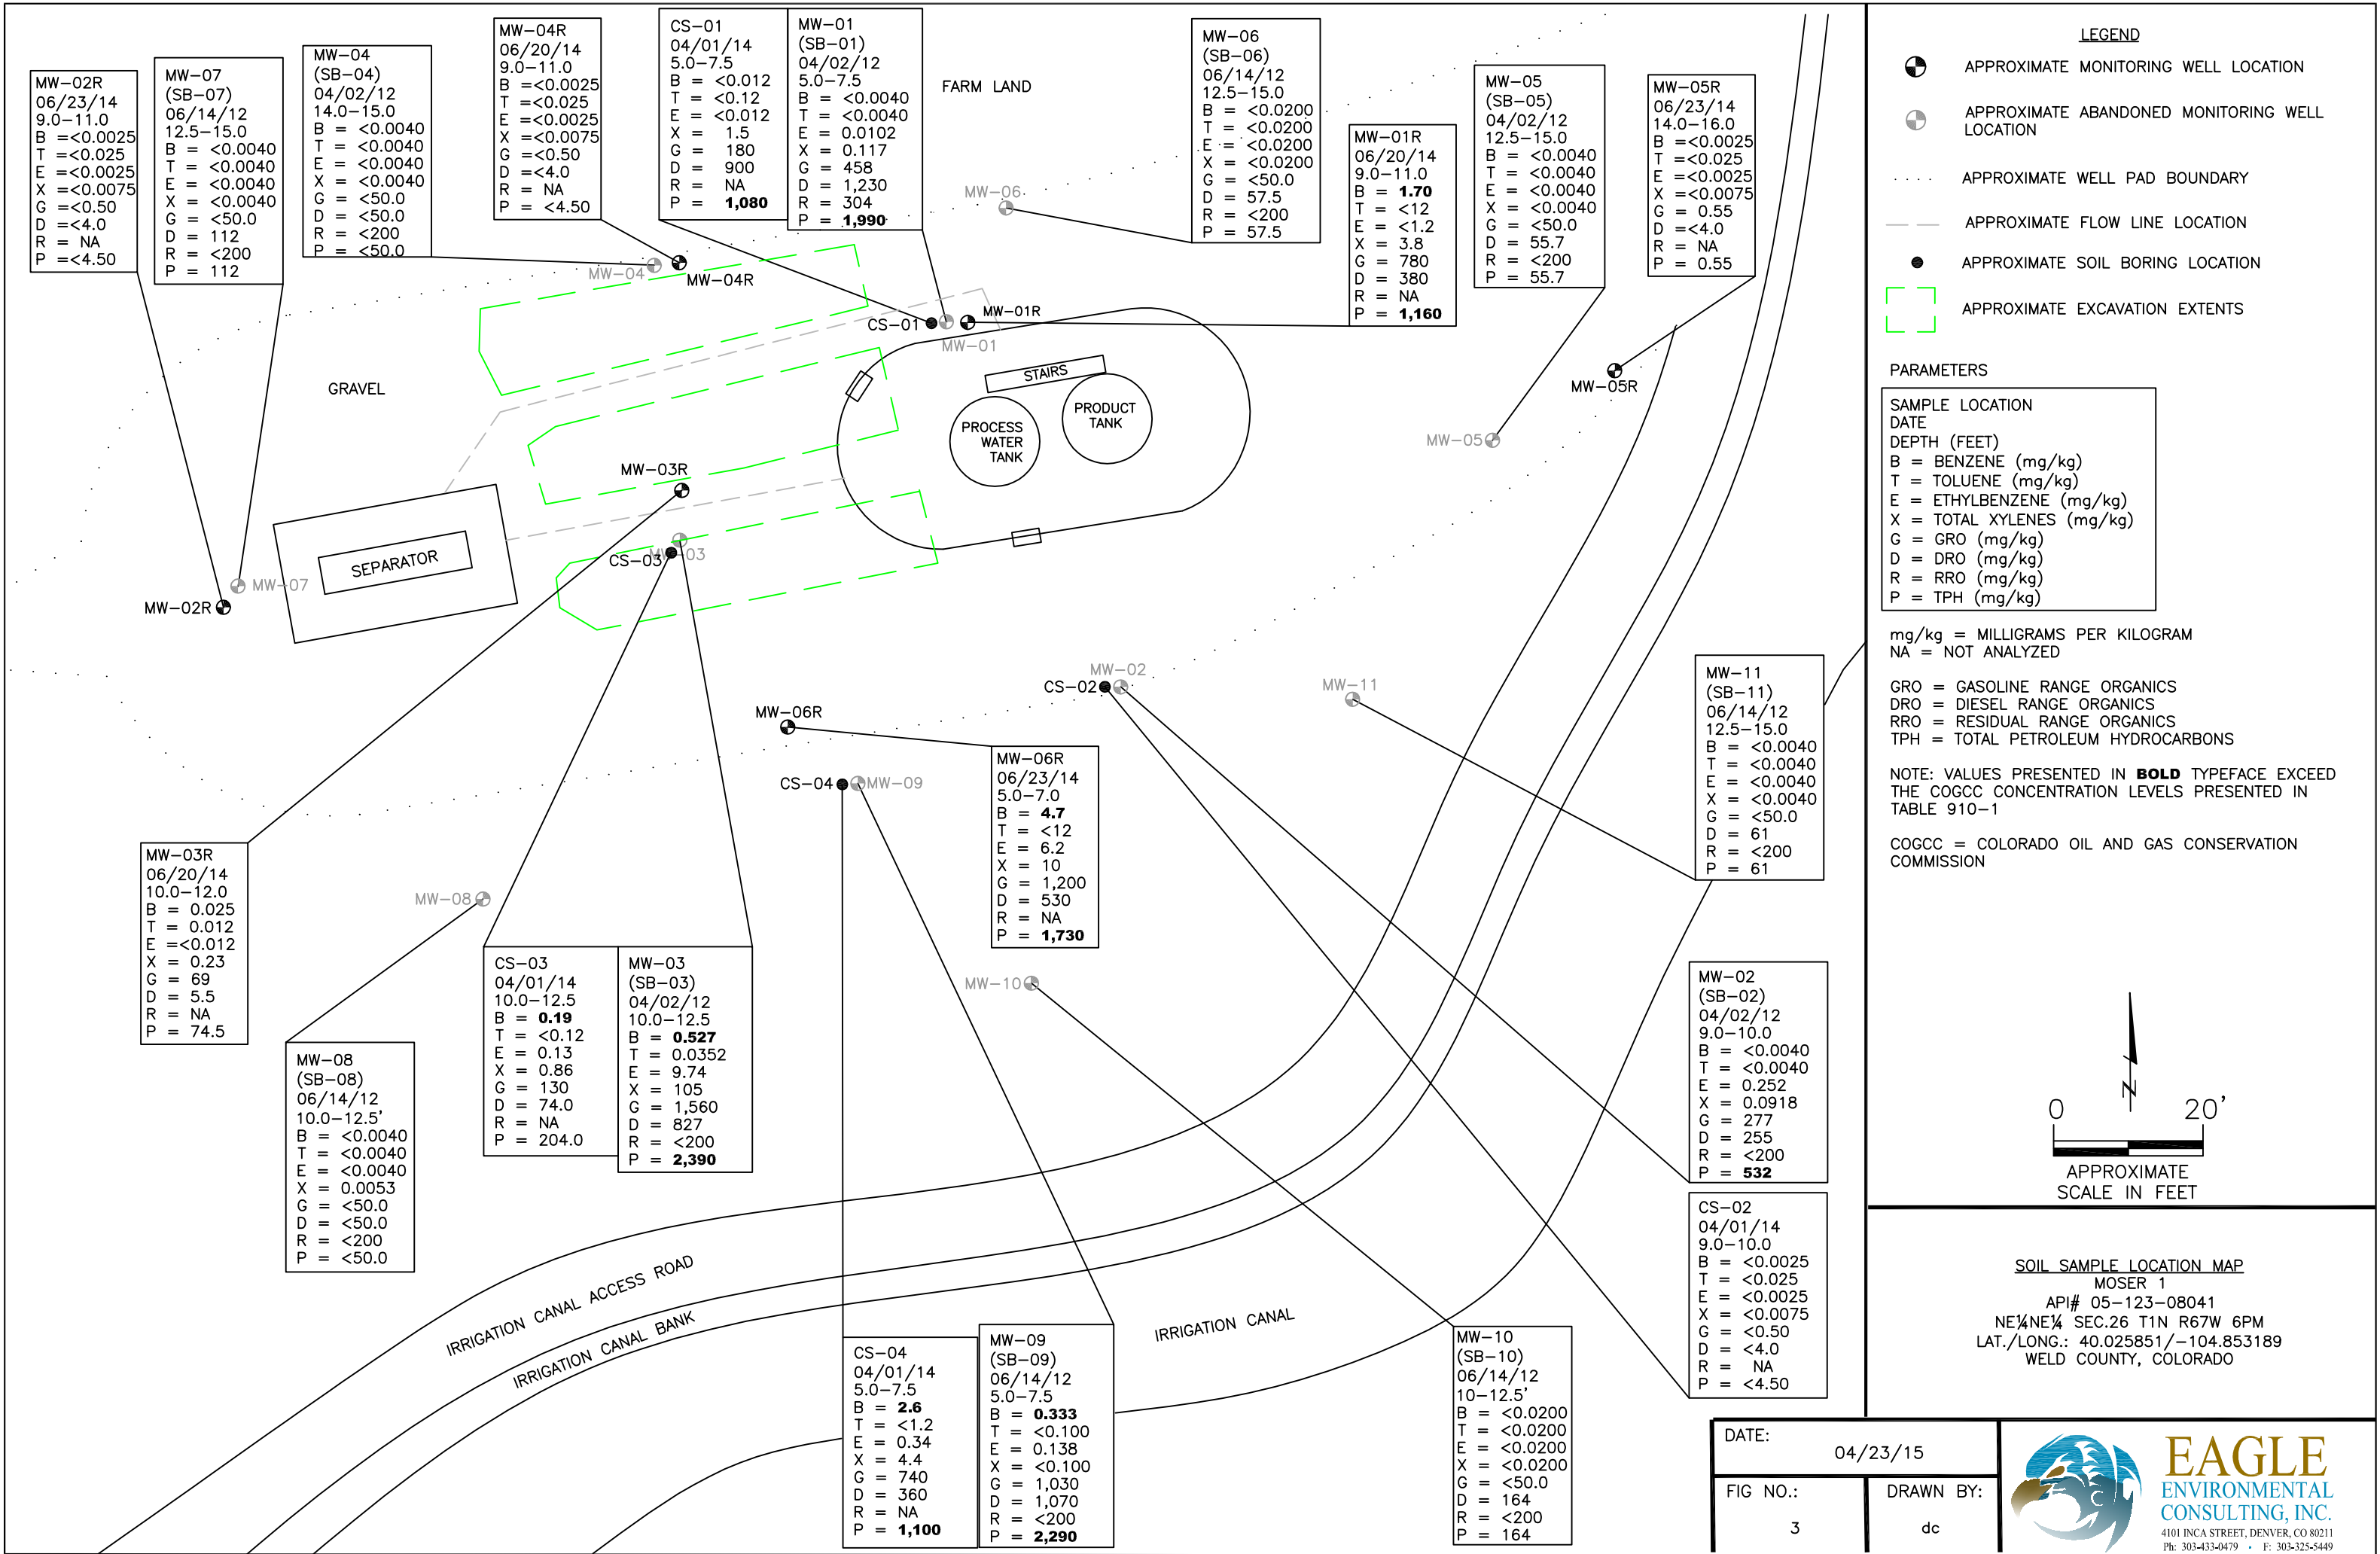 MW-02R
06/23/14
9.0-11.0
B =<0.0025
T =<0.025
E =<0.0025
X =<0.0075
G =<0.50
D =<4.0
R = NA
P =<4.50
MW-07
(SB-07)
06/14/12
12.5-15.0
B = <0.0040
T = <0.0040
E = <0.0040
X = <0.0040
G = <50.0
D = 112
R = <200
P = 112
MW-04
(SB-04)
04/02/12
14.0-15.0
B = <0.0040
T = <0.0040
E = <0.0040
X = <0.0040
G = <50.0
D = <50.0
R = <200
P = <50.0
MW-04R
06/20/14
9.0-11.0
B =<0.0025
T =<0.025
E =<0.0025
X =<0.0075
G =<0.50
D =<4.0
R = NA
P = <4.50
CS-01
04/01/14
5.0-7.5
B = <0.012
T = <0.12
E = <0.012
X = 1.5
G = 180
D = 900
R = NA
P = 1,080
MW-01
(SB-01)
04/02/12
5.0-7.5
B = <0.0040
T = <0.0040
E = 0.0102
X = 0.117
G = 458
D = 1,230
R = 304
P = 1,990
FARM LAND
MW-06
(SB-06)
06/14/12
12.5-15.0
B = <0.0200
T = <0.0200
E = <0.0200
X = <0.0200
G = <50.0
D = 57.5
R = <200
P = 57.5
MW-01R
06/20/14
9.0-11.0
B = 1.70
T = <12
E = <1.2
X = 3.8
G = 780
D = 380
R = NA
P = 1,160
MW-05
(SB-05)
04/02/12
12.5-15.0
B = <0.0040
T = <0.0040
E = <0.0040
X = <0.0040
G = <50.0
D = 55.7
R = <200
P = 55.7
MW-05R
06/23/14
14.0-16.0
B =<0.0025
T =<0.025
E =<0.0025
X =<0.0075
G = 0.55
D =<4.0
R = NA
P = 0.55
MW-06
MW-04
MW-04R
CS-01
MW-01R
MW-01
GRAVEL
STAIRS
PRODUCT
TANK
PROCESS
WATER
TANK
MW-05R
MW-05
MW-03R
SEPARATOR
CS-03
MW-03
MW-07
MW-02R
MW-02
CS-02
MW-11
MW-06R
CS-04
MW-09
MW-08
MW-10
MW-06R
06/23/14
5.0-7.0
B = 4.7
T = <12
E = 6.2
X = 10
G = 1,200
D = 530
R = NA
P = 1,730
MW-11
(SB-11)
06/14/12
12.5-15.0
B = <0.0040
T = <0.0040
E = <0.0040
X = <0.0040
G = <50.0
D = 61
R = <200
P = 61
MW-03R
06/20/14
10.0-12.0
B = 0.025
T = 0.012
E =<0.012
X = 0.23
G = 69
D = 5.5
R = NA
P = 74.5
MW-08
(SB-08)
06/14/12
10.0-12.5'
B = <0.0040
T = <0.0040
E = <0.0040
X = 0.0053
G = <50.0
D = <50.0
R = <200
P = <50.0
CS-03
04/01/14
10.0-12.5
B = 0.19
T = <0.12
E = 0.13
X = 0.86
G = 130
D = 74.0
R = NA
P = 204.0
MW-03
(SB-03)
04/02/12
10.0-12.5
B = 0.527
T = 0.0352
E = 9.74
X = 105
G = 1,560
D = 827
R = <200
P = 2,390
MW-02
(SB-02)
04/02/12
9.0-10.0
B = <0.0040
T = <0.0040
E = 0.252
X = 0.0918
G = 277
D = 255
R = <200
P = 532
CS-02
04/01/14
9.0-10.0
B = <0.0025
T = <0.025
E = <0.0025
X = <0.0075
G = <0.50
D = <4.0
R = NA
P = <4.50
CS-04
04/01/14
5.0-7.5
B = 2.6
T = <1.2
E = 0.34
X = 4.4
G = 740
D = 360
R = NA
P = 1,100
MW-09
(SB-09)
06/14/12
5.0-7.5
B = 0.333
T = <0.100
E = 0.138
X = <0.100
G = 1,030
D = 1,070
R = <200
P = 2,290
MW-10
(SB-10)
06/14/12
10-12.5'
B = <0.0200
T = <0.0200
E = <0.0200
X = <0.0200
G = <50.0
D = 164
R = <200
P = 164
IRRIGATION CANAL ACCESS ROAD
IRRIGATION CANAL BANK
IRRIGATION CANAL
LEGEND
APPROXIMATE MONITORING WELL LOCATION
APPROXIMATE ABANDONED MONITORING WELL
LOCATION
APPROXIMATE WELL PAD BOUNDARY
APPROXIMATE FLOW LINE LOCATION
APPROXIMATE SOIL BORING LOCATION
APPROXIMATE EXCAVATION EXTENTS
PARAMETERS
SAMPLE LOCATION
DATE
DEPTH (FEET)
B = BENZENE (mg/kg)
T = TOLUENE (mg/kg)
E = ETHYLBENZENE (mg/kg)
X = TOTAL XYLENES (mg/kg)
G = GRO (mg/kg)
D = DRO (mg/kg)
R = RRO (mg/kg)
P = TPH (mg/kg)
mg/kg = MILLIGRAMS PER KILOGRAM
NA = NOT ANALYZED
GRO = GASOLINE RANGE ORGANICS
DRO = DIESEL RANGE ORGANICS
RRO = RESIDUAL RANGE ORGANICS
TPH = TOTAL PETROLEUM HYDROCARBONS
NOTE: VALUES PRESENTED IN BOLD TYPEFACE EXCEED
THE COGCC CONCENTRATION LEVELS PRESENTED IN
TABLE 910-1
COGCC = COLORADO OIL AND GAS CONSERVATION
COMMISSION
N
0 20'
APPROXIMATE
SCALE IN FEET
SOIL SAMPLE LOCATION MAP
MOSER 1
API# 05-123-08041
NE¼NE¼ SEC.26 T1N R67W 6PM
LAT./LONG.: 40.025851/-104.853189
WELD COUNTY, COLORADO
DATE:
04/23/15
FIG NO.:
3
DRAWN BY:
dc
EAGLE
ENVIRONMENTAL
CONSULTING, INC.
4101 INCA STREET, DENVER, CO 80211
Ph: 303-433-0479 • F: 303-325-5449